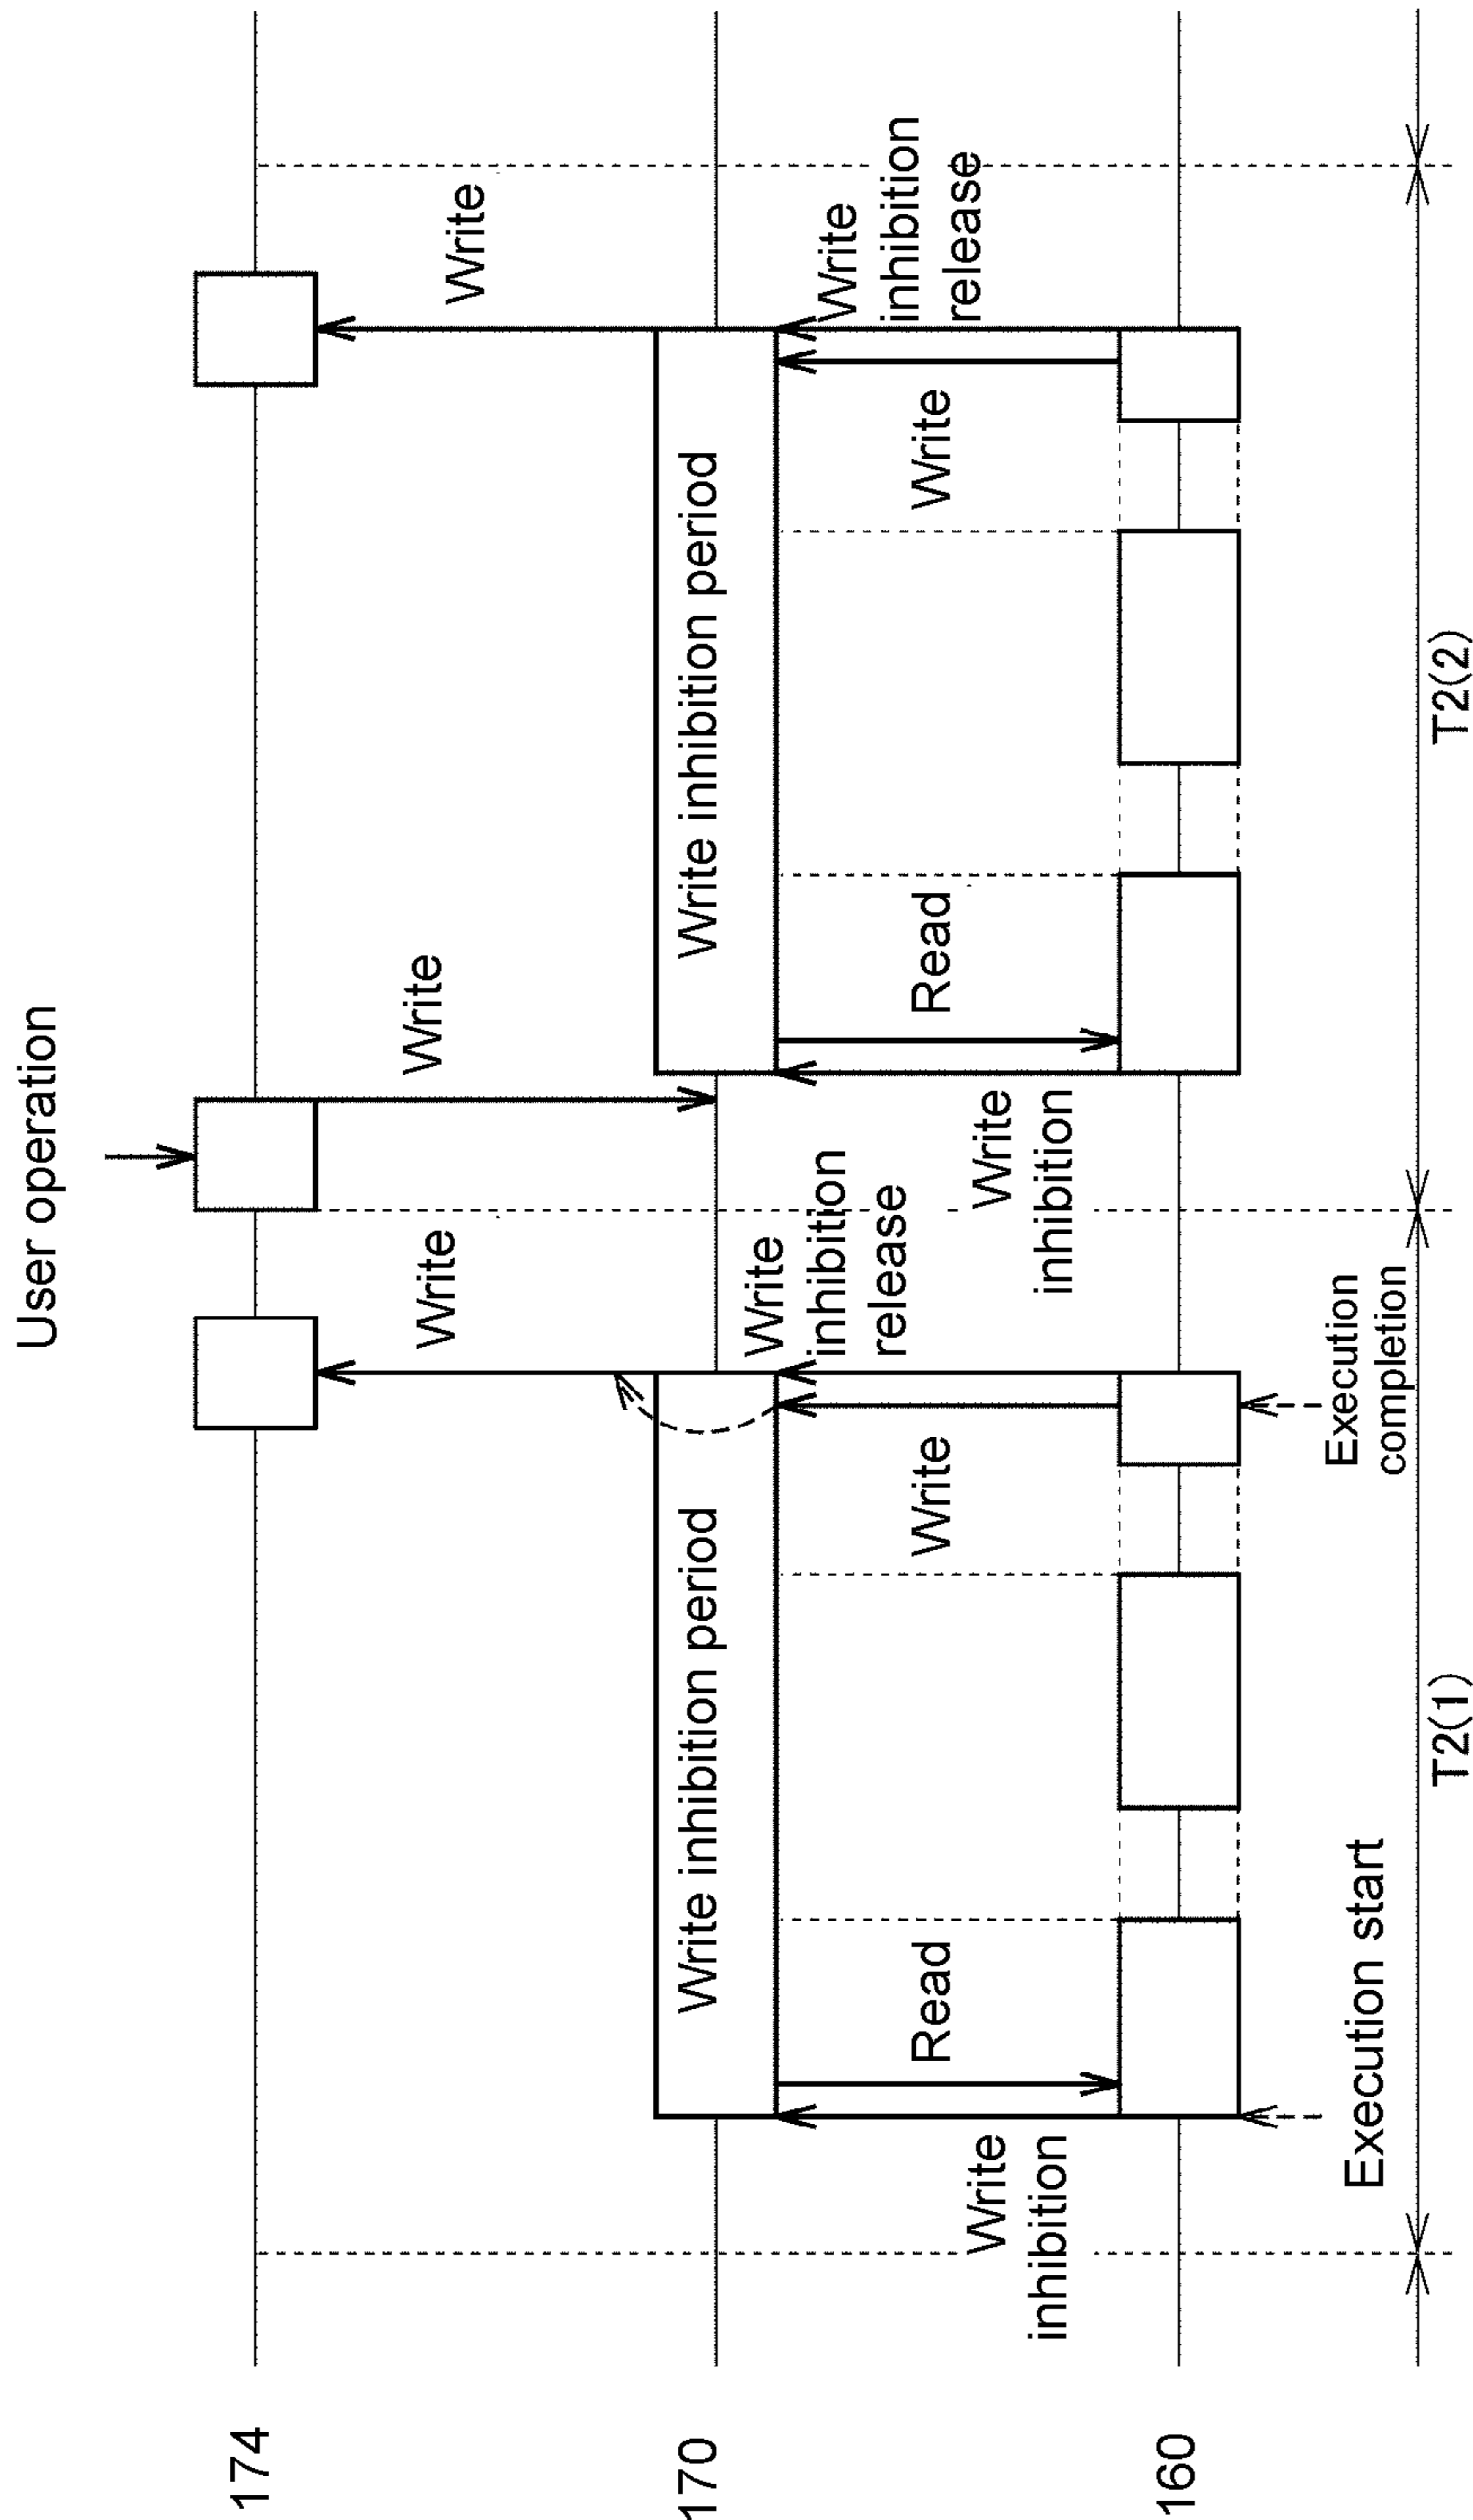 User operation
174
Write
Write
Write
170
Write inhibition period
Write inhibition period
Write
inhibition
release
Write
inhibition
release
Read
Write
Read
Write
Write
inhibition
Write
inhibition
160
Execution start
Execution
completion
T2(1)
T2(2)